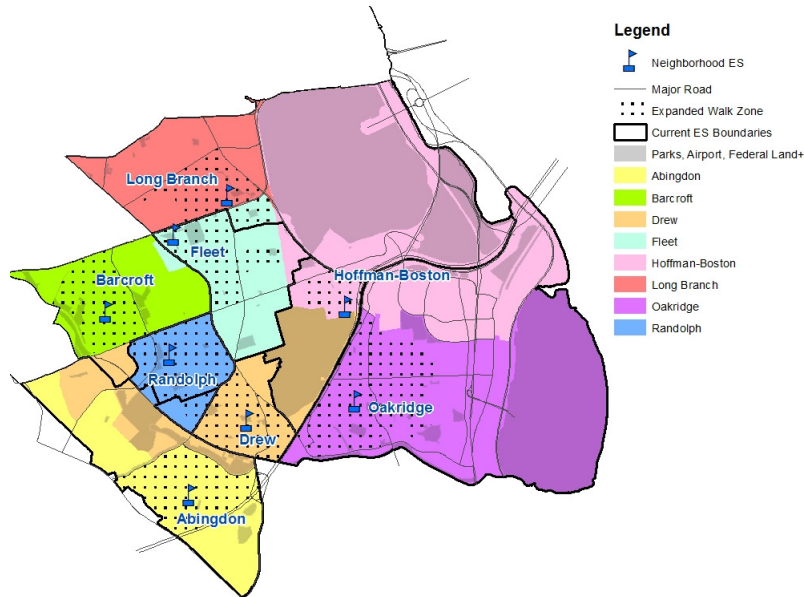 Legend
Neighborhood ES
Major Road
Expanded Walk Zone
Current ES Boundaries
Parks, Airport, Federal Land+
Abingdon
Barcroft
Drew
Fleet
Hoffman-Boston
Long Branch
Oakridge
Randolph
Long Branch
Fleet
Barcroft
Hoffman-Boston
Randolph
Oakridge
Drew
Abingdon